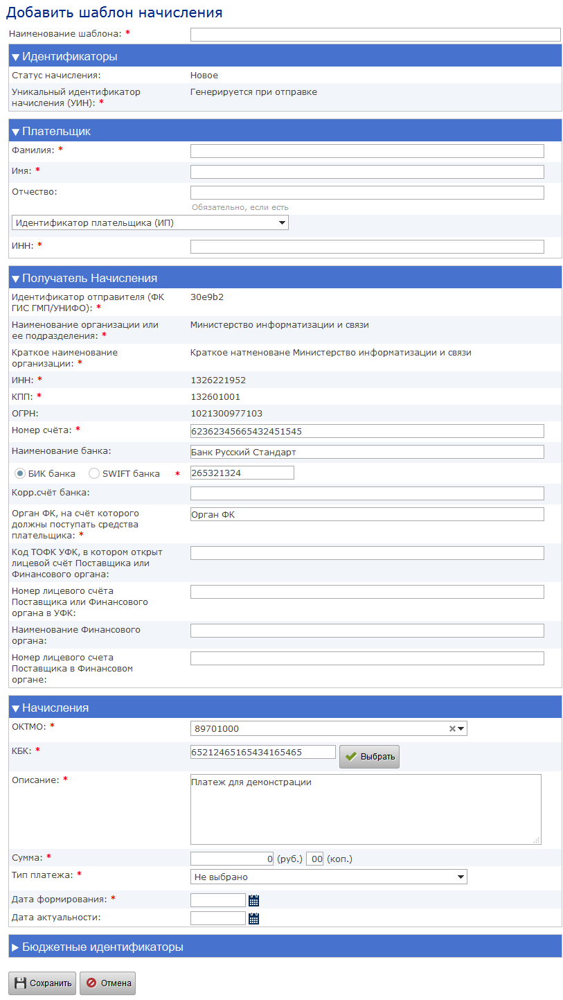 Добавить шаблон начисления
Наименование шаблона: *
Идентификаторы
Статус начисления: Новое
Уникальный идентификатор Генерируется при отправке
начисления (УИН): *
Плательщик
Фамилия: *
Имя: *
Отчество:
Обязательно, если есть
Идентификатор плательщика (ИП)
ИНН: *
Получатель Начисления
Идентификатор отправителя (ФК 30e9b2
ГИС ГМП/УНИФО): *
Наименование организации или Министерство информатизации и связи
ее подразделения: *
Краткое наименование Краткое натменоване Министерство информатизации и связи
организации: *
ИНН: * 1326221952
КПП: * 132601001
ОГРН: 1021300977103
Номер счёта: * 62362345665432451545
Наименование банка: Банк Русский Стандарт
БИК банка SWIFT банка * 265321324
Корр.счёт банка:
Орган ФК, на счёт которого Орган ФК
должны поступать средства
плательщика: *
Код ТОФК УФК, в котором открыт
лицевой счёт Поставщика или
Финансового органа:
Номер лицевого счёта
Поставщика или Финансового
органа в УФК:
Наименование Финансового
органа:
Номер лицевого счета
Поставщика в Финансовом
органе:
Начисления
ОКТМО: * 89701000
КБК: * 65212465165434165465 Выбрать
Описание: * Платеж для демонстрации
Сумма: * 0 (руб.) 00 (коп.)
Тип платежа: * Не выбрано
Дата формирования: *
Дата актуальности:
Бюджетные идентификаторы
Сохранить Отмена